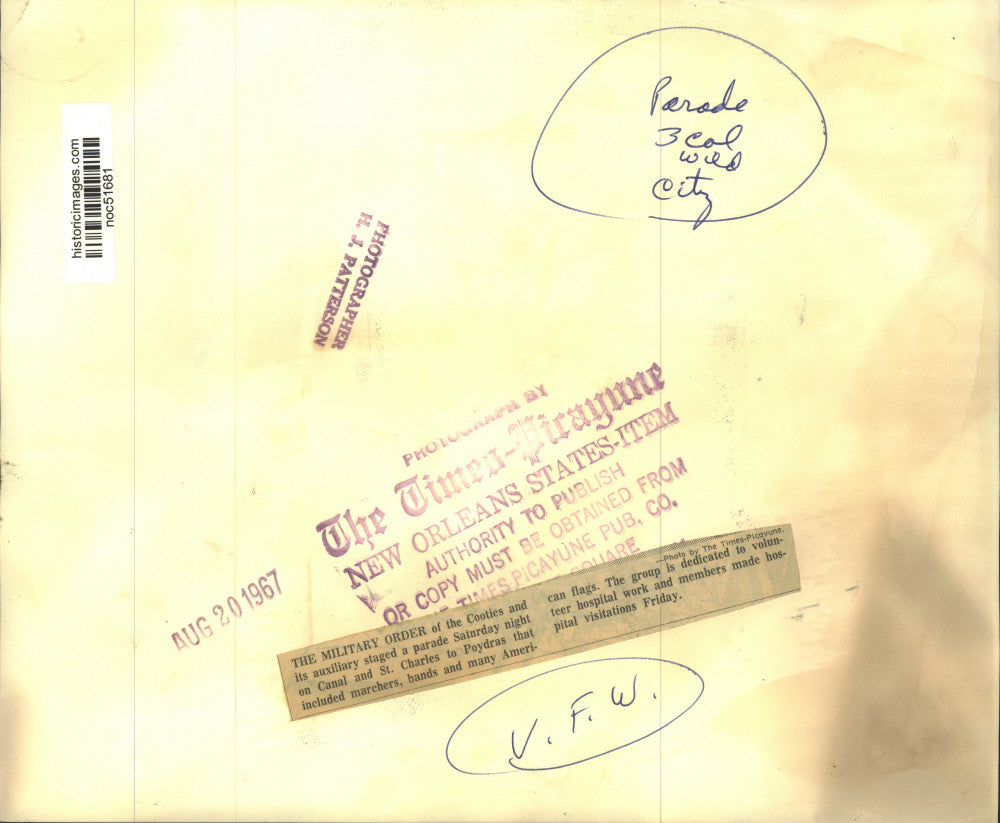 Parade
3 col
wild
City
historicimages.com
noc51681
PHOTOGRAPHER
H. J. PATTERSON
PHOTOGRAPH BY
The Times-Picayune
NEW ORLEANS STATES-ITEM
AUTHORITY TO PUBLISH
OR COPY MUST BE OBTAINED FROM
TIMES-PICAYUNE PUB. CO.
SQUARE
AUG 20 1967
THE MILITARY ORDER of the Cooties and
its auxiliary staged a parade Saturday night
on Canal and St. Charles to Poydras that
included marchers, bands and many Ameri-
—Photo by The Times-Picayune.
can flags. The group is dedicated to volun-
teer hospital work and members made hos-
pital visitations Friday.
V. F. W.